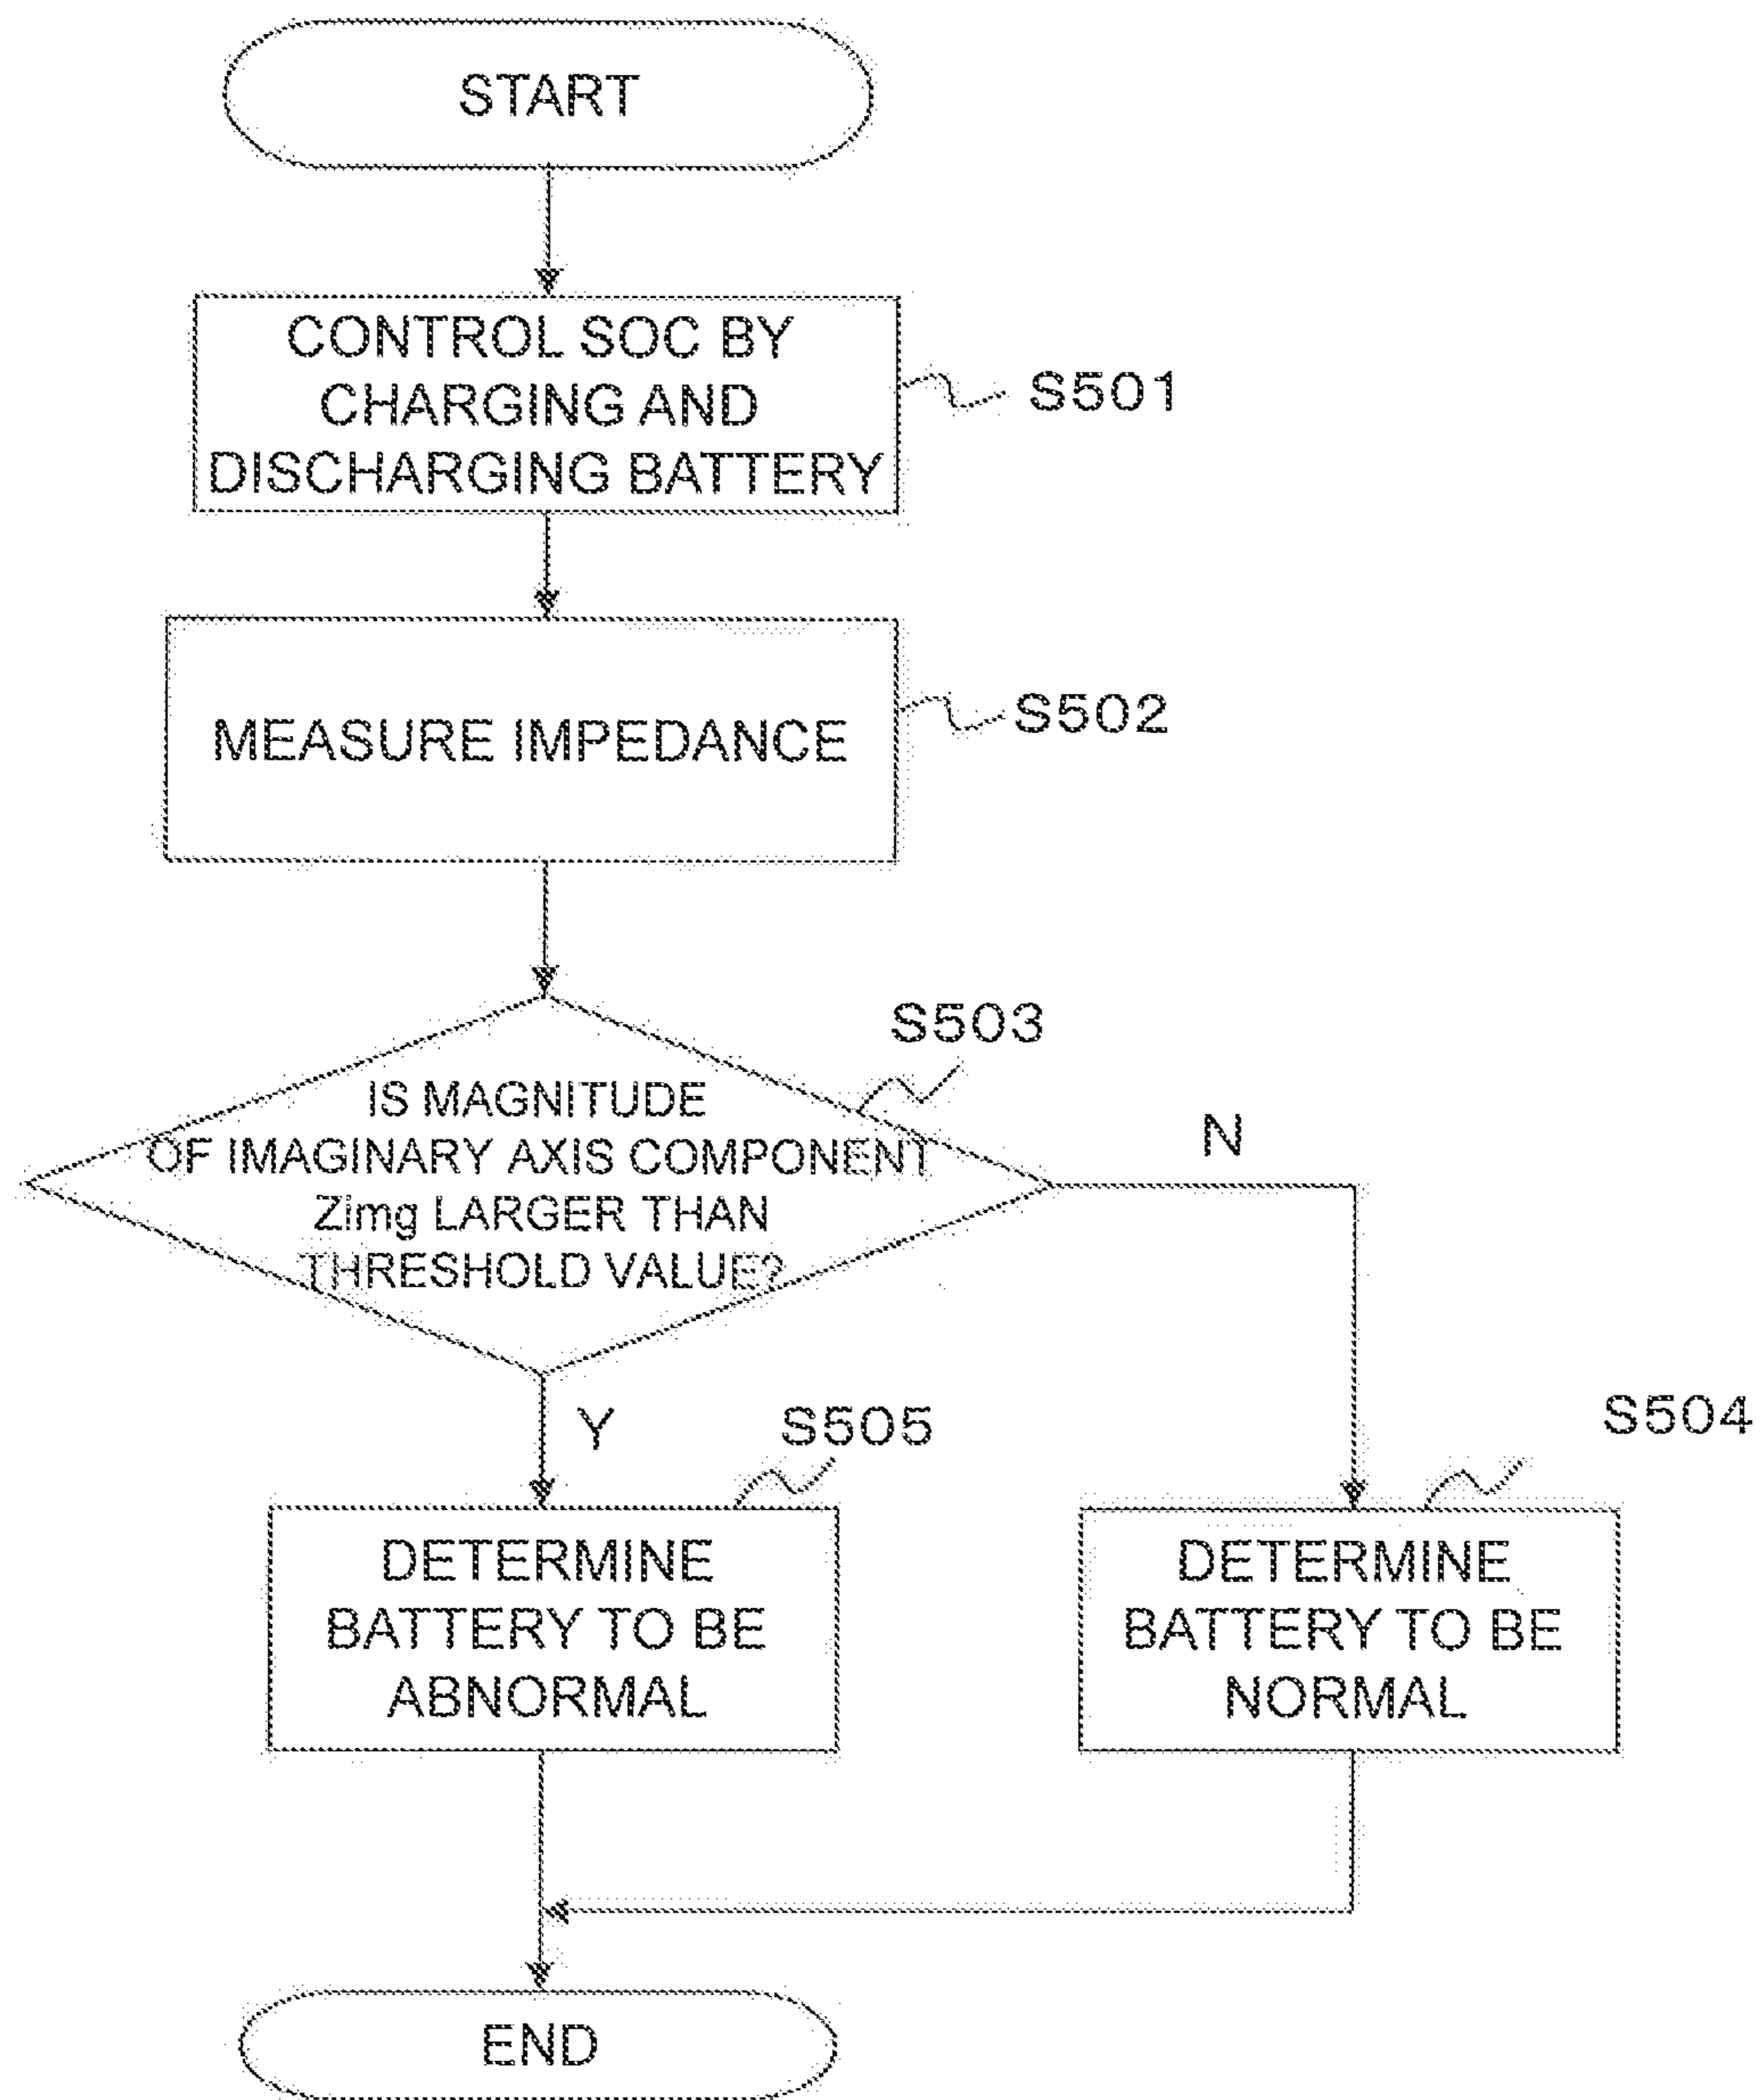 START
CONTROL SOC BY
CHARGING AND
DISCHARGING BATTERY
S501
MEASURE IMPEDANCE
S502
S503
IS MAGNITUDE
OF IMAGINARY AXIS COMPONENT
Zimg LARGER THAN
THRESHOLD VALUE?
N
Y
S505
S504
DETERMINE
BATTERY TO BE
ABNORMAL
DETERMINE
BATTERY TO BE
NORMAL
END